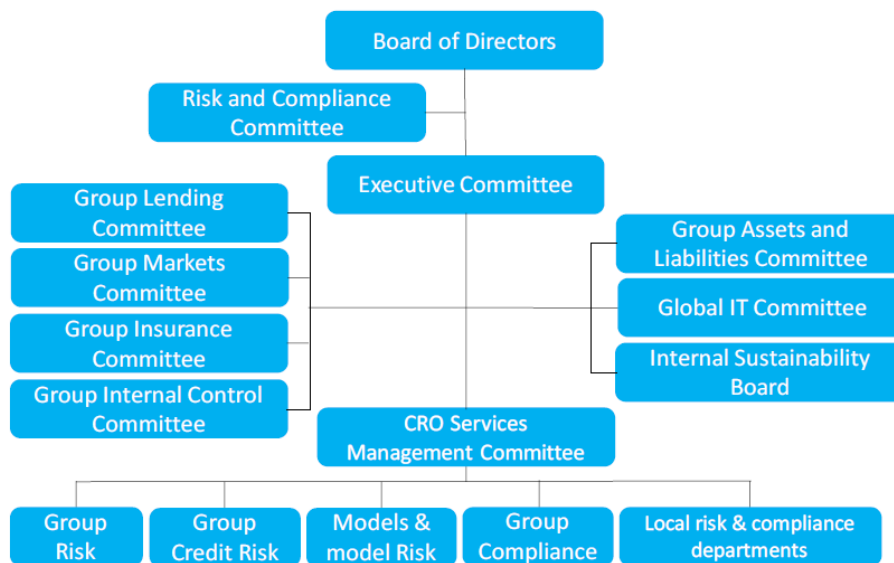 Board of Directors
Risk and Compliance
Committee
Executive Committee
Group Lending
Committee
Group Markets
Committee
Group Insurance
Committee
Group Internal Control
Committee
Group Assets and
Liabilities Committee
Global IT Committee
Internal Sustainability
Board
CRO Services
Management Committee
Group
Risk
Group
Credit Risk
Models &
model Risk
Group
Compliance
Local risk & compliance
departments